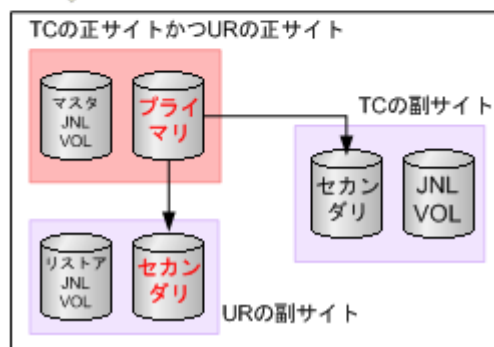 TCの正サイトかつURの正サイト
マスタ
JNL
VOL
プライ
マリ
TCの副サイト
セカン
ダリ
JNL
VOL
リストア
JNL
VOL
セカン
ダリ
URの副サイト